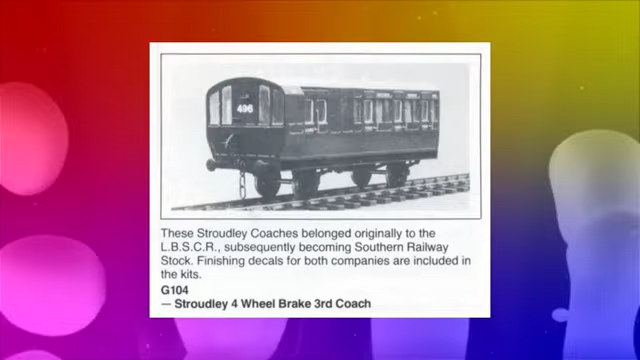 496
These Stroudley Coaches belonged originally to the
L.B.S.C.R., subsequently becoming Southern Railway
Stock. Finishing decals for both companies are included in
the kits.
G104
— Stroudley 4 Wheel Brake 3rd Coach